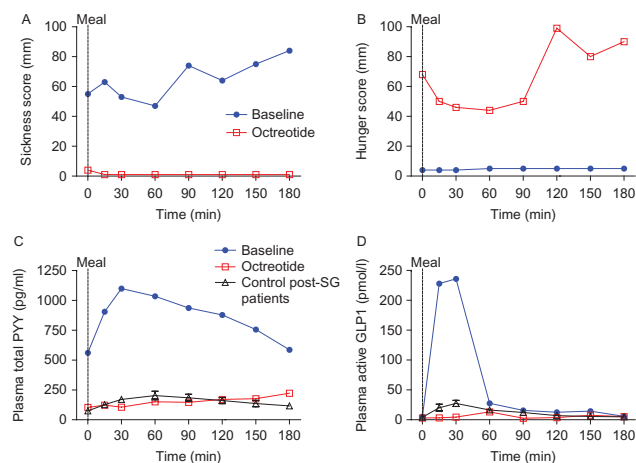 A
Meal
100
80
60
40
20
0
Sickness score (mm)
Baseline
Octreotide
0 30 60 90 120 150 180
Time (min)
B
Meal
100
80
60
40
20
0
Hunger score (mm)
0 30 60 90 120 150 180
Time (min)
C
Meal
1250
1000
750
500
250
0
Plasma total PYY (pg/ml)
Baseline
Octreotide
Control post-SG
patients
0 30 60 90 120 150 180
Time (min)
D
Meal
250
200
150
100
50
0
Plasma active GLP1 (pmol/l)
0 30 60 90 120 150 180
Time (min)